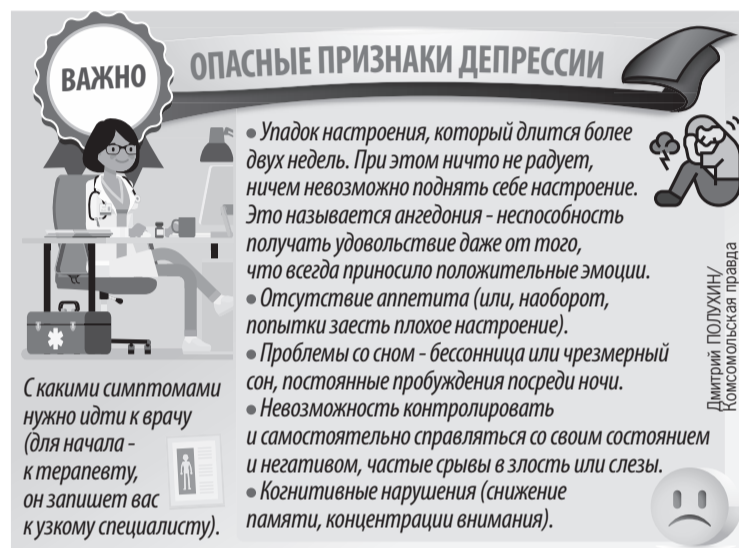 ВАЖНО
ОПАСНЫЕ ПРИЗНАКИ ДЕПРЕССИИ
• Упадок настроения, который длится более
двух недель. При этом ничто не радует,
ничем невозможно поднять себе настроение.
Это называется ангедония - неспособность
получать удовольствие даже от того,
что всегда приносило положительные эмоции.
• Отсутствие аппетита (или, наоборот,
попытки заесть плохое настроение).
• Проблемы со сном - бессонница или чрезмерный
сон, постоянные пробуждения посреди ночи.
• Невозможность контролировать
и самостоятельно справляться со своим состоянием
и негативом, частые срывы в злость или слезы.
• Когнитивные нарушения (снижение
памяти, концентрации внимания).
С какими симптомами
нужно идти к врачу
(для начала -
к терапевту,
он запишет вас
к узкому специалисту).
Дмитрий ПОЛУХИН/
Комсомольская правда